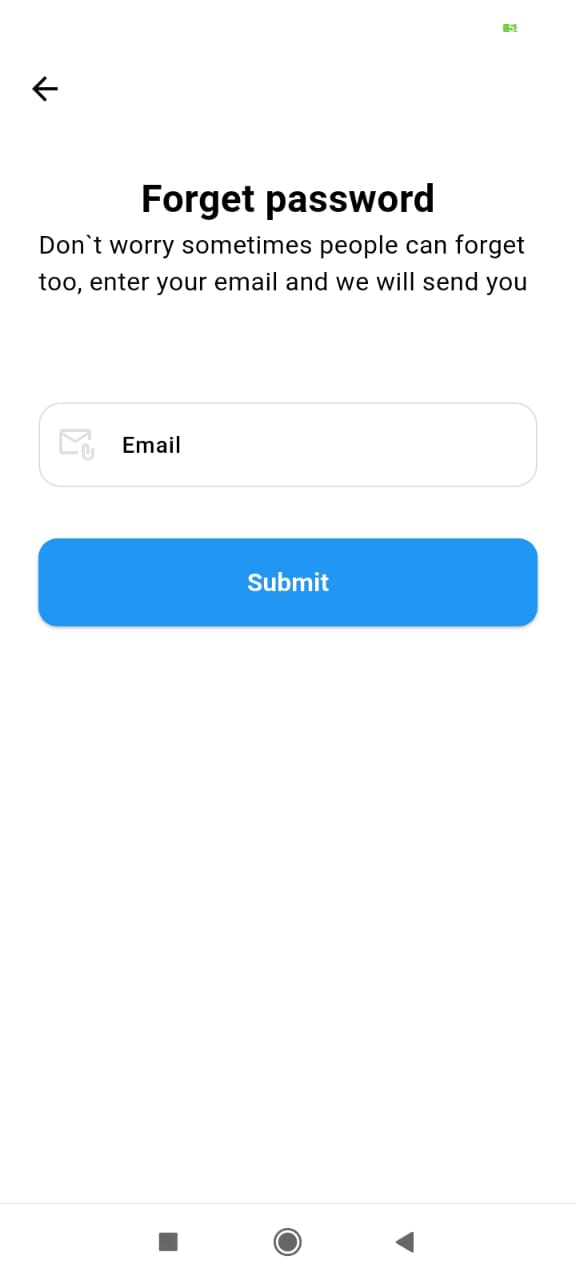 Forget password
Don`t worry sometimes people can forget
too, enter your email and we will send you
Email
Submit